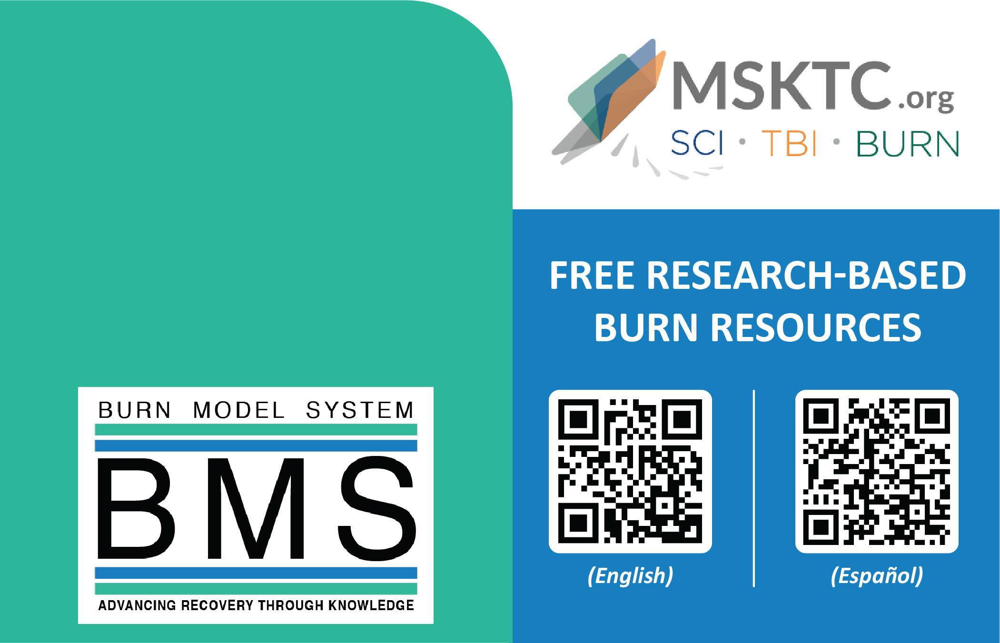 MSKTC.org
SCI · TBI · BURN
FREE RESEARCH-BASED
BURN RESOURCES
(English)
(Español)
BURN MODEL SYSTEM
BMS
ADVANCING RECOVERY THROUGH KNOWLEDGE